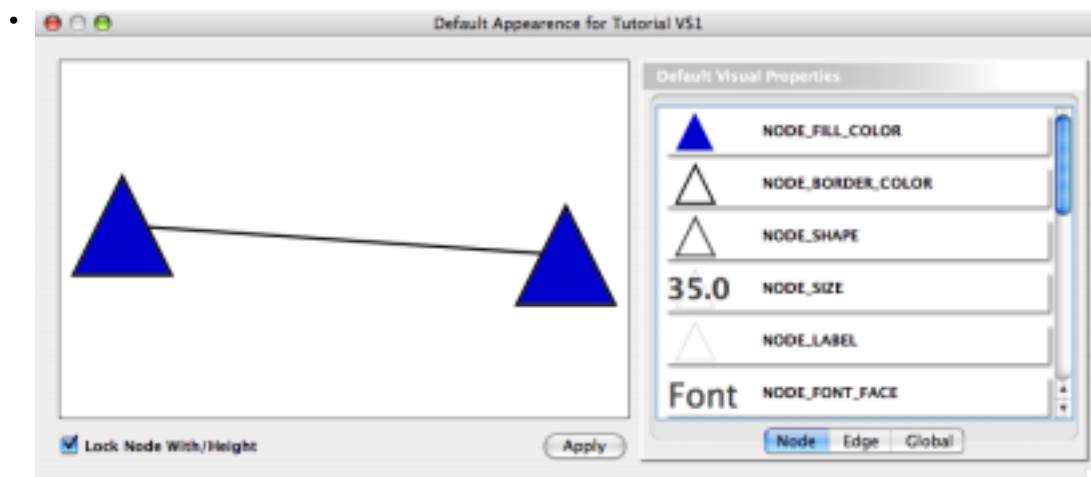 Default Appearence for Tutorial VS1
Default Visual Properties
NODE_FILL_COLOR
NODE_BORDER_COLOR
NODE_SHAPE
35.0 NODE_SIZE
NODE_LABEL
Font NODE_FONT_FACE
Lock Node With/Height
Apply
Node Edge Global